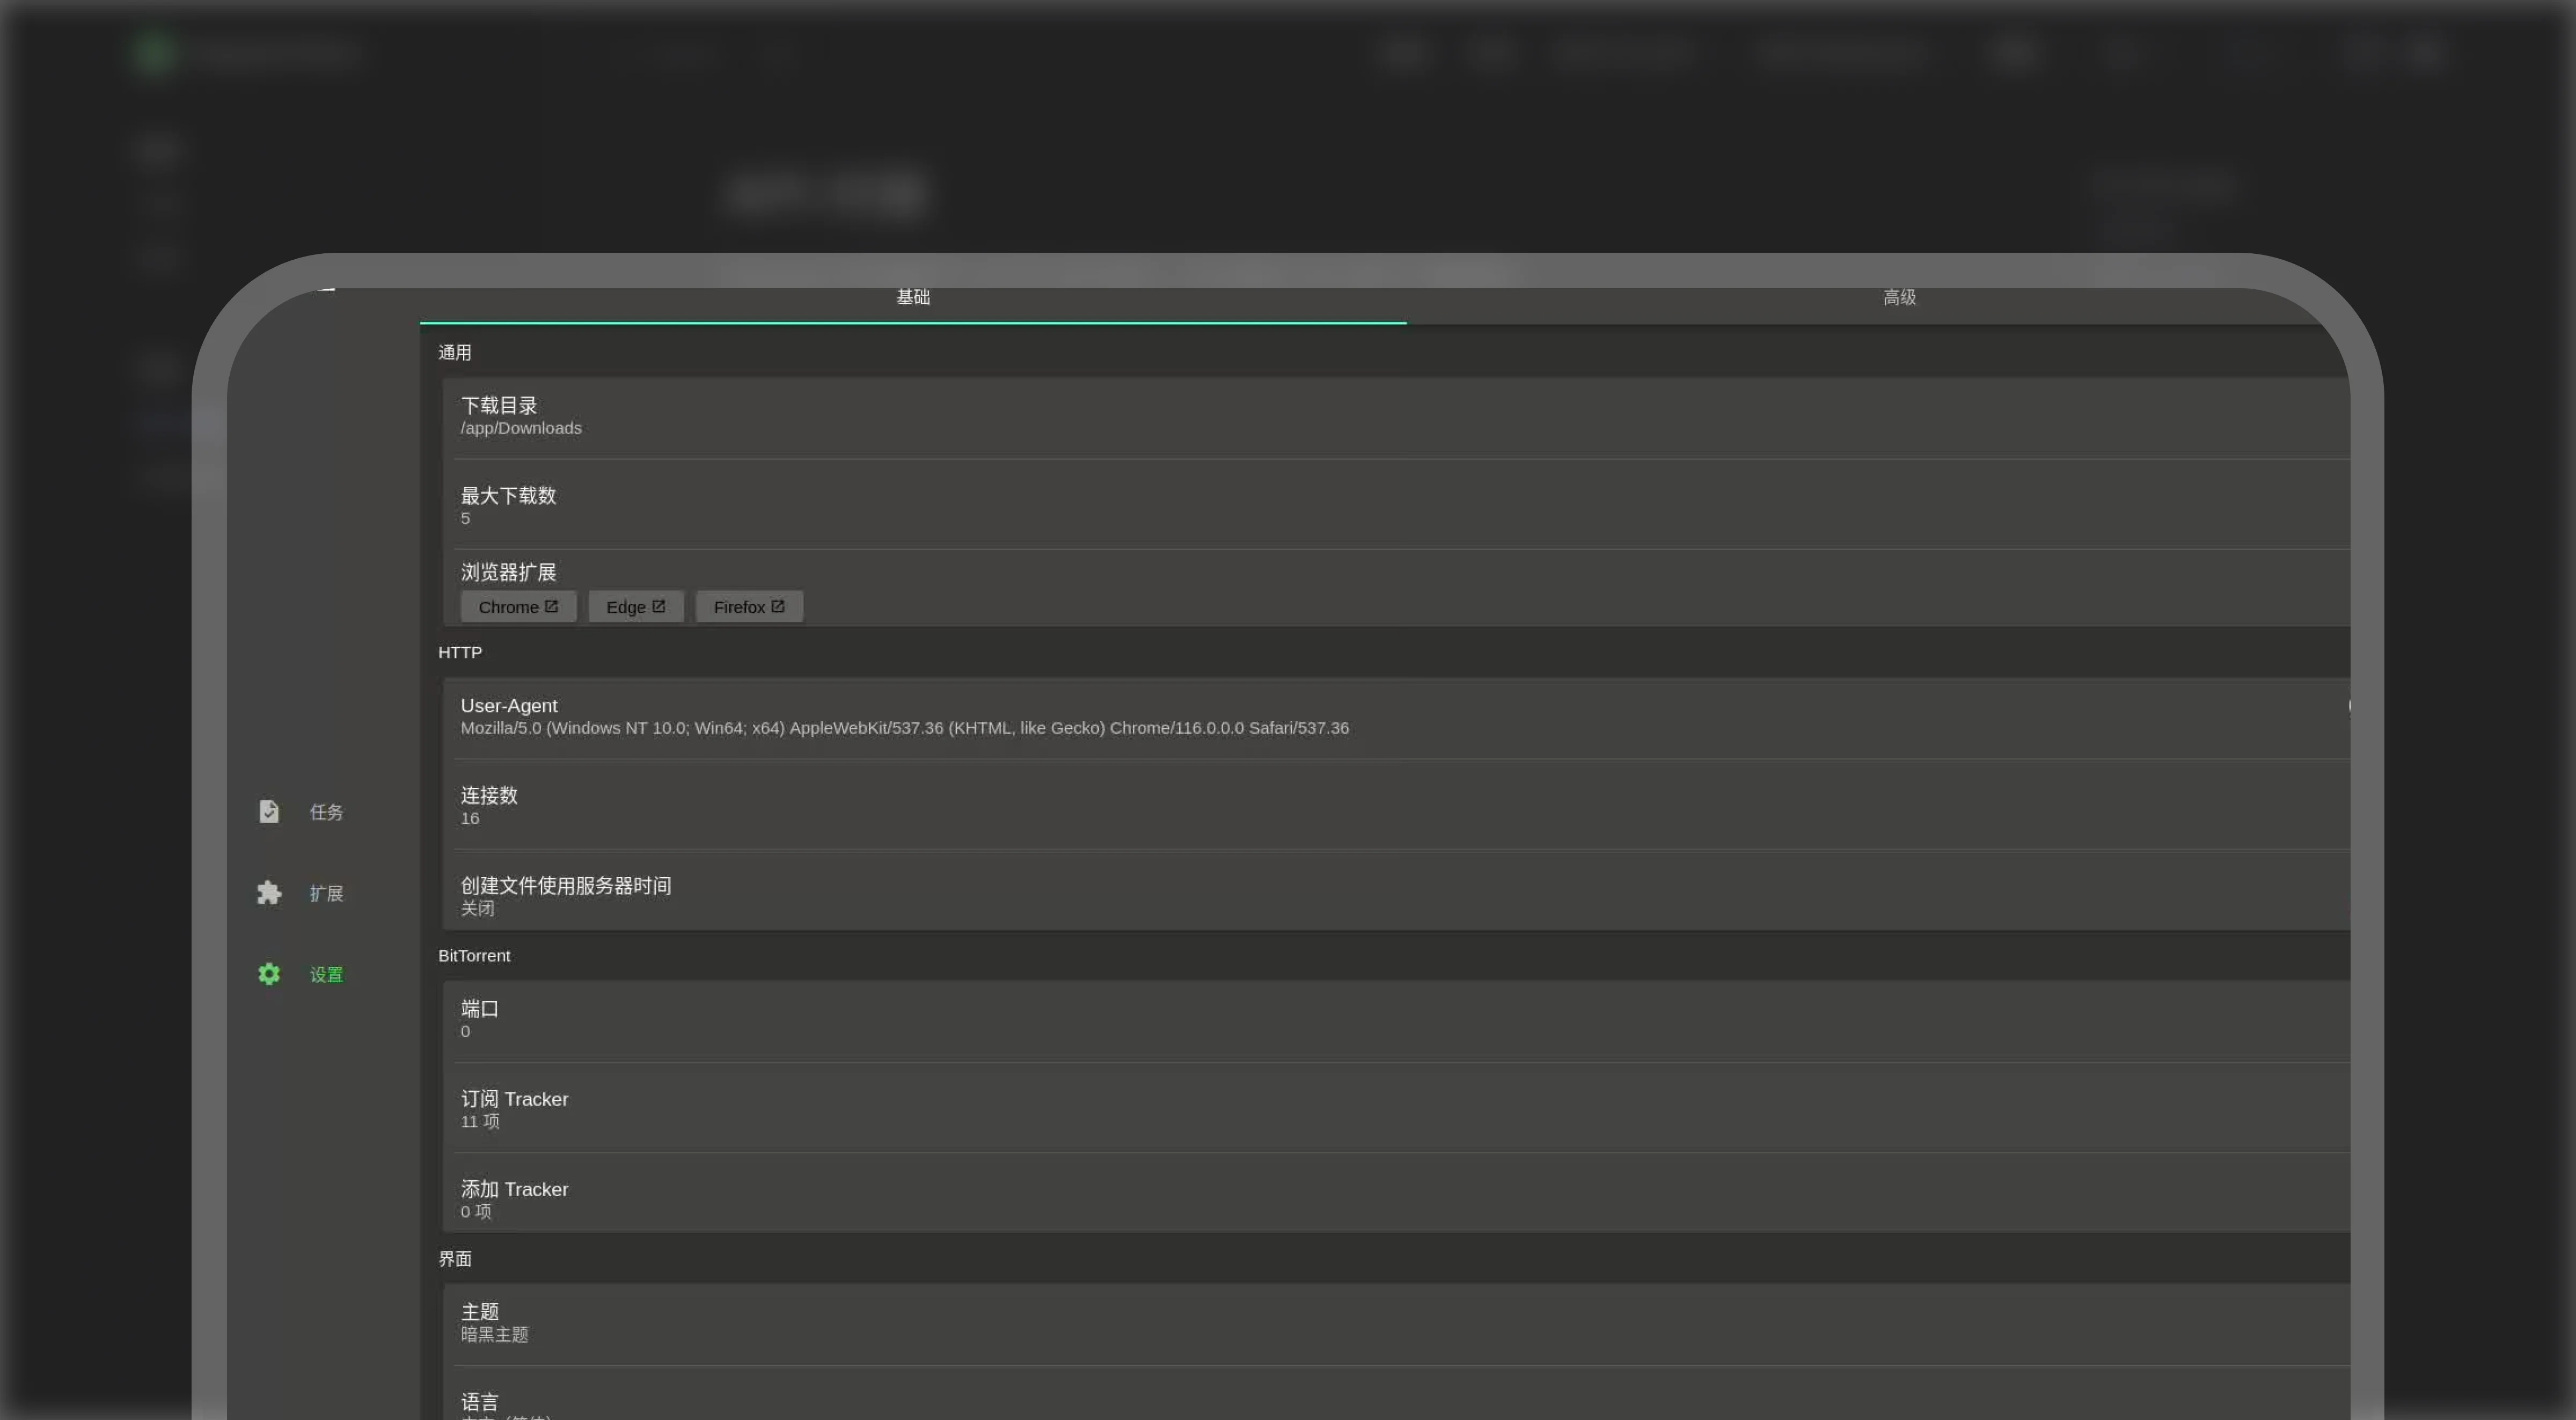 基础
高级
通用
下载目录
/app/Downloads
最大下载数
5
浏览器扩展
Chrome
Edge
Firefox
HTTP
User-Agent
Mozilla/5.0 (Windows NT 10.0; Win64; x64) AppleWebKit/537.36 (KHTML, like Gecko) Chrome/116.0.0.0 Safari/537.36
连接数
16
创建文件使用服务器时间
关闭
任务
扩展
设置
BitTorrent
端口
0
订阅 Tracker
11 项
添加 Tracker
0 项
界面
主题
暗黑主题
语言